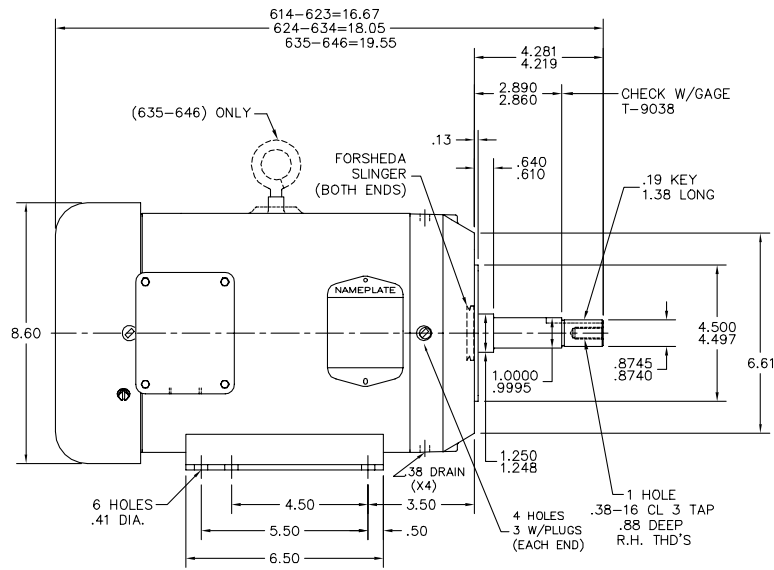 614-623=16.67
624-634=18.05
635-646=19.55
4.281
4.219
2.890
2.860
CHECK W/GAGE
T-9038
(635-646) ONLY
.13
FORSHEDA
SLINGER
(BOTH ENDS)
.640
.610
.19 KEY
1.38 LONG
NAMEPLATE
8.60
4.500
4.497
6.61
.8745
.8740
1.0000
.9995
1.250
1.248
.38 DRAIN
(X4)
6 HOLES
.41 DIA.
4.50
3.50
5.50
.50
6.50
4 HOLES
3 W/PLUGS
(EACH END)
1 HOLE
.38-16 CL 3 TAP
.88 DEEP
R.H. THD'S